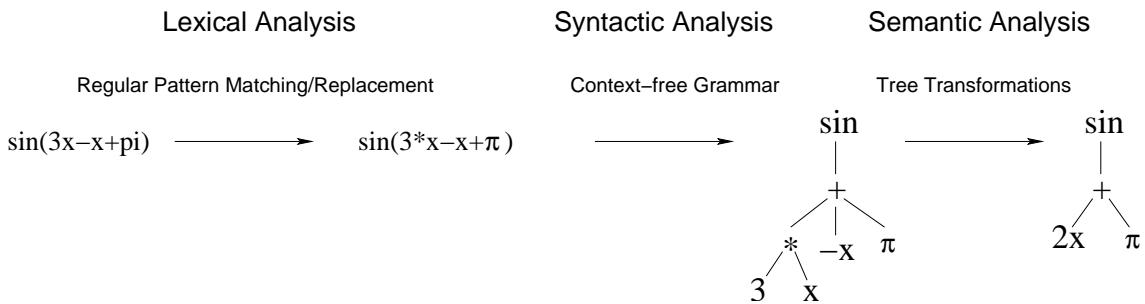 Lexical Analysis Syntactic Analysis Semantic Analysis
Regular Pattern Matching/Replacement Context−free Grammar Tree Transformations
sin(3x−x+pi) sin(3*x−x+π) sin sin
+ +
* −x π 2x π
3 x